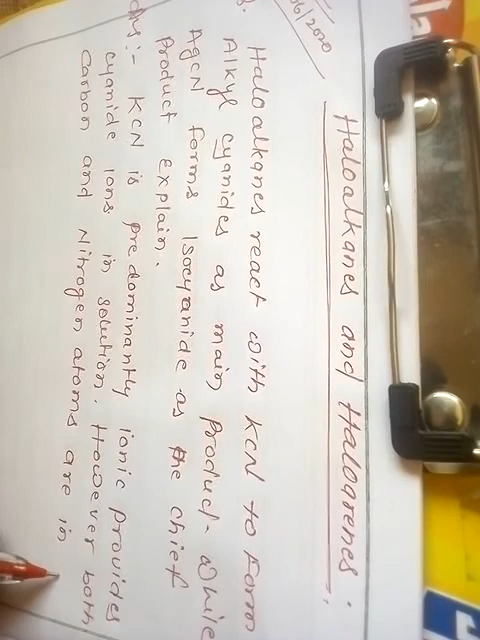 06/2020
Haloalkanes and Haloarenes.
Haloalkanes react with KCN to form
Alkyl cyanides as main product while
AgCN forms Isocyanide as the chief
Product explain.
Ans:- KCN is predominantly ionic provides
cyanide ions in solution. However both
Carbon and Nitrogen atoms are in